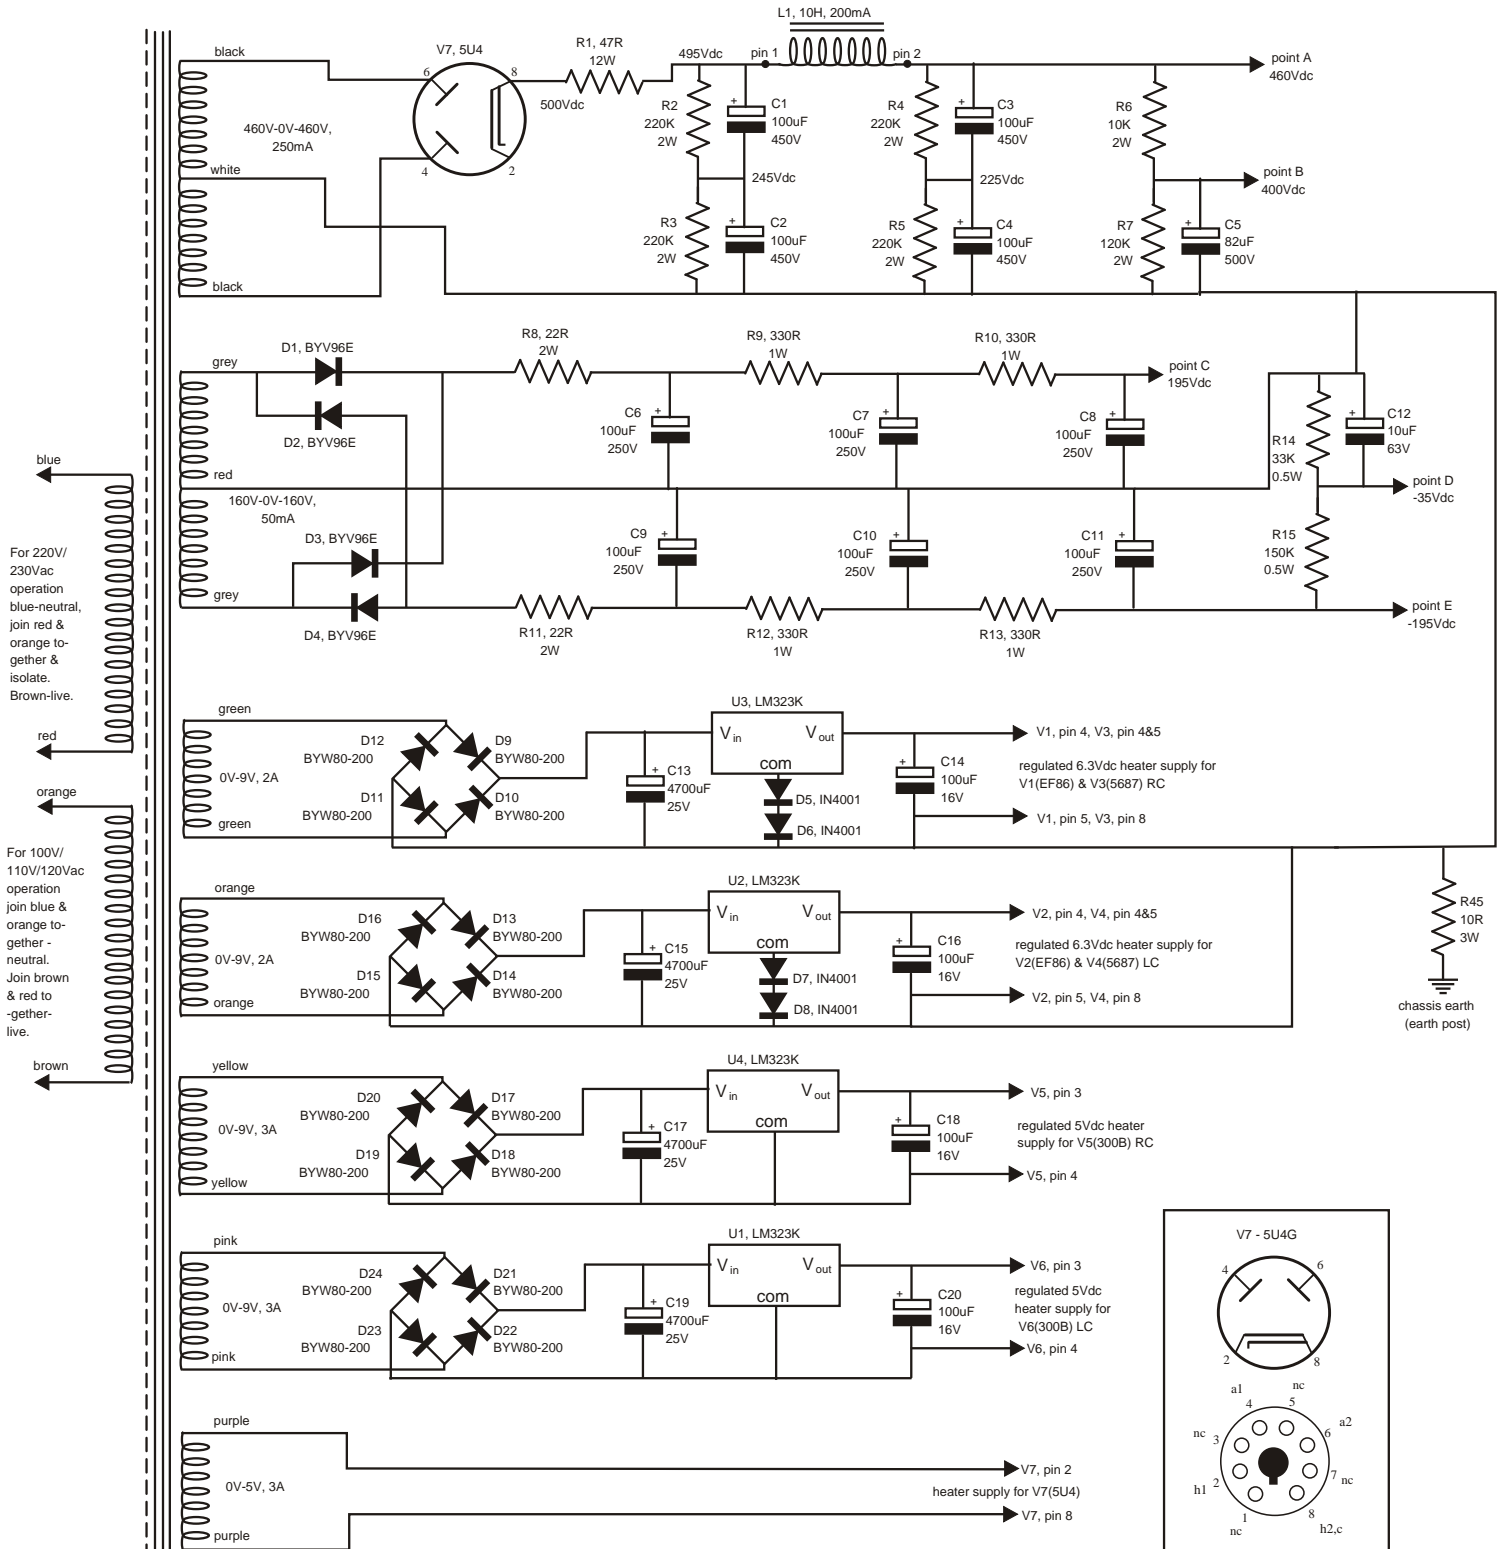 L1, 10H, 200mA
black
V7, 5U4
R1, 47R
12W
495Vdc
pin 1
pin 2
point A
460Vdc
6
8
500Vdc
460V-0V-460V,
250mA
4
2
white
black
R2
220K
2W
C1
100uF
450V
+
R4
220K
2W
C3
100uF
450V
+
R6
10K
2W
245Vdc
225Vdc
point B
400Vdc
R3
220K
2W
C2
100uF
450V
+
R5
220K
2W
C4
100uF
450V
+
R7
120K
2W
C5
82uF
500V
+
grey
D1, BYV96E
D2, BYV96E
R8, 22R
2W
R9, 330R
1W
R10, 330R
1W
point C
195Vdc
C6
100uF
250V
+
C7
100uF
250V
+
C8
100uF
250V
+
R14
33K
0.5W
C12
10uF
63V
+
red
160V-0V-160V,
50mA
point D
-35Vdc
D3, BYV96E
D4, BYV96E
grey
C9
100uF
250V
+
C10
100uF
250V
+
C11
100uF
250V
+
R15
150K
0.5W
R11, 22R
2W
R12, 330R
1W
R13, 330R
1W
point E
-195Vdc
blue
For 220V/
230Vac
operation
blue-neutral,
join red &
orange to-
gether &
isolate.
Brown-live.
red
orange
For 100V/
110V/120Vac
operation
join blue &
orange to-
gether -
neutral.
Join brown
& red to
-gether-
live.
brown
green
0V-9V, 2A
green
D12
BYW80-200
D9
BYW80-200
D11
BYW80-200
D10
BYW80-200
+
C13
4700uF
25V
U3, LM323K
Vin
Vout
com
D5, IN4001
D6, IN4001
+
C14
100uF
16V
V1, pin 4, V3, pin 4&5
regulated 6.3Vdc heater supply for
V1(EF86) & V3(5687) RC
V1, pin 5, V3, pin 8
orange
0V-9V, 2A
orange
D16
BYW80-200
D13
BYW80-200
D15
BYW80-200
D14
BYW80-200
+
C15
4700uF
25V
U2, LM323K
Vin
Vout
com
D7, IN4001
D8, IN4001
+
C16
100uF
16V
V2, pin 4, V4, pin 4&5
regulated 6.3Vdc heater supply for
V2(EF86) & V4(5687) LC
V2, pin 5, V4, pin 8
R45
10R
3W
chassis earth
(earth post)
yellow
0V-9V, 3A
yellow
D20
BYW80-200
D17
BYW80-200
D19
BYW80-200
D18
BYW80-200
+
C17
4700uF
25V
U4, LM323K
Vin
Vout
com
+
C18
100uF
16V
V5, pin 3
regulated 5Vdc heater
supply for V5(300B) RC
V5, pin 4
pink
0V-9V, 3A
pink
D24
BYW80-200
D21
BYW80-200
D23
BYW80-200
D22
BYW80-200
+
C19
4700uF
25V
U1, LM323K
Vin
Vout
com
+
C20
100uF
16V
V6, pin 3
regulated 5Vdc
heater supply for
V6(300B) LC
V6, pin 4
purple
0V-5V, 3A
purple
V7, pin 2
heater supply for V7(5U4)
V7, pin 8
V7 - 5U4G
4
6
2
8
a1
nc
4
5
nc
3
6
a2
h1
2
7
nc
1
nc
8
h2,c